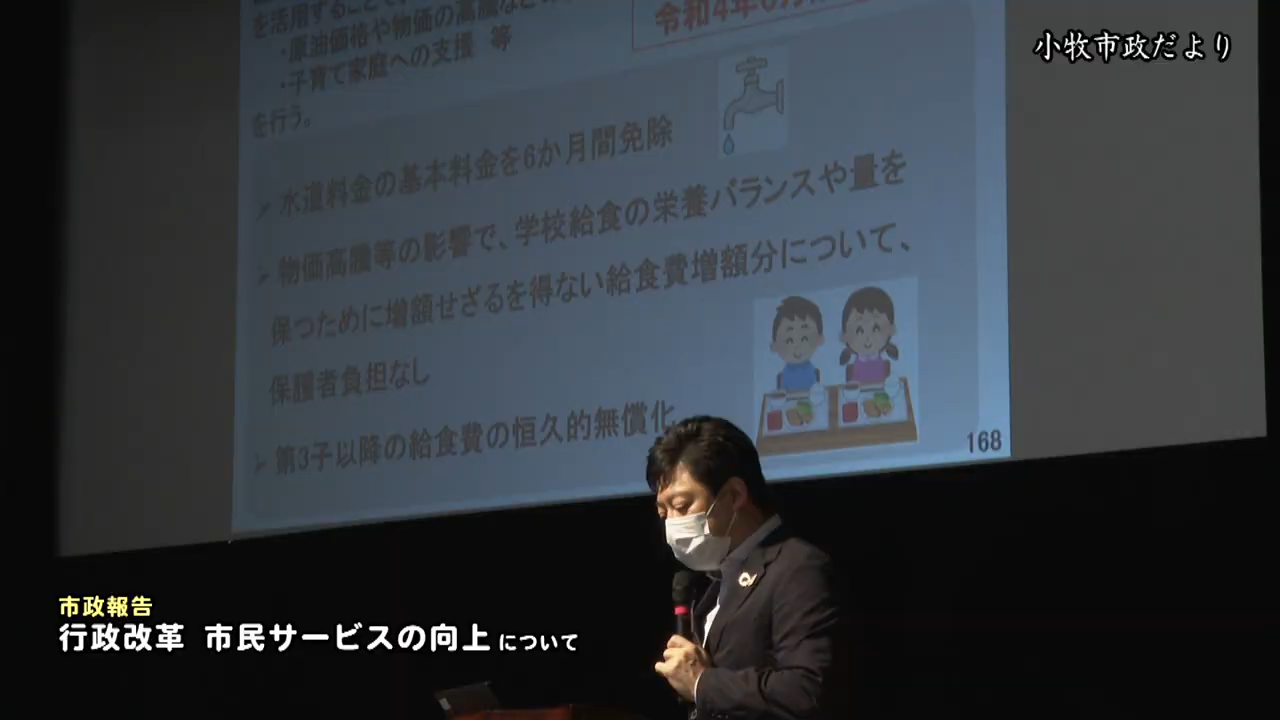 を活用することで、
・原油価格や物価の高騰など
・子育て家庭への支援 等
を行う。
令和4年6月
小牧市政だより
➢ 水道料金の基本料金を6か月間免除
➢ 物価高騰等の影響で、学校給食の栄養バランスや量を
保つために増額せざるを得ない給食費増額分について、
保護者負担なし
➢ 第3子以降の給食費の恒久的無償化
168
市政報告
行政改革 市民サービスの向上について